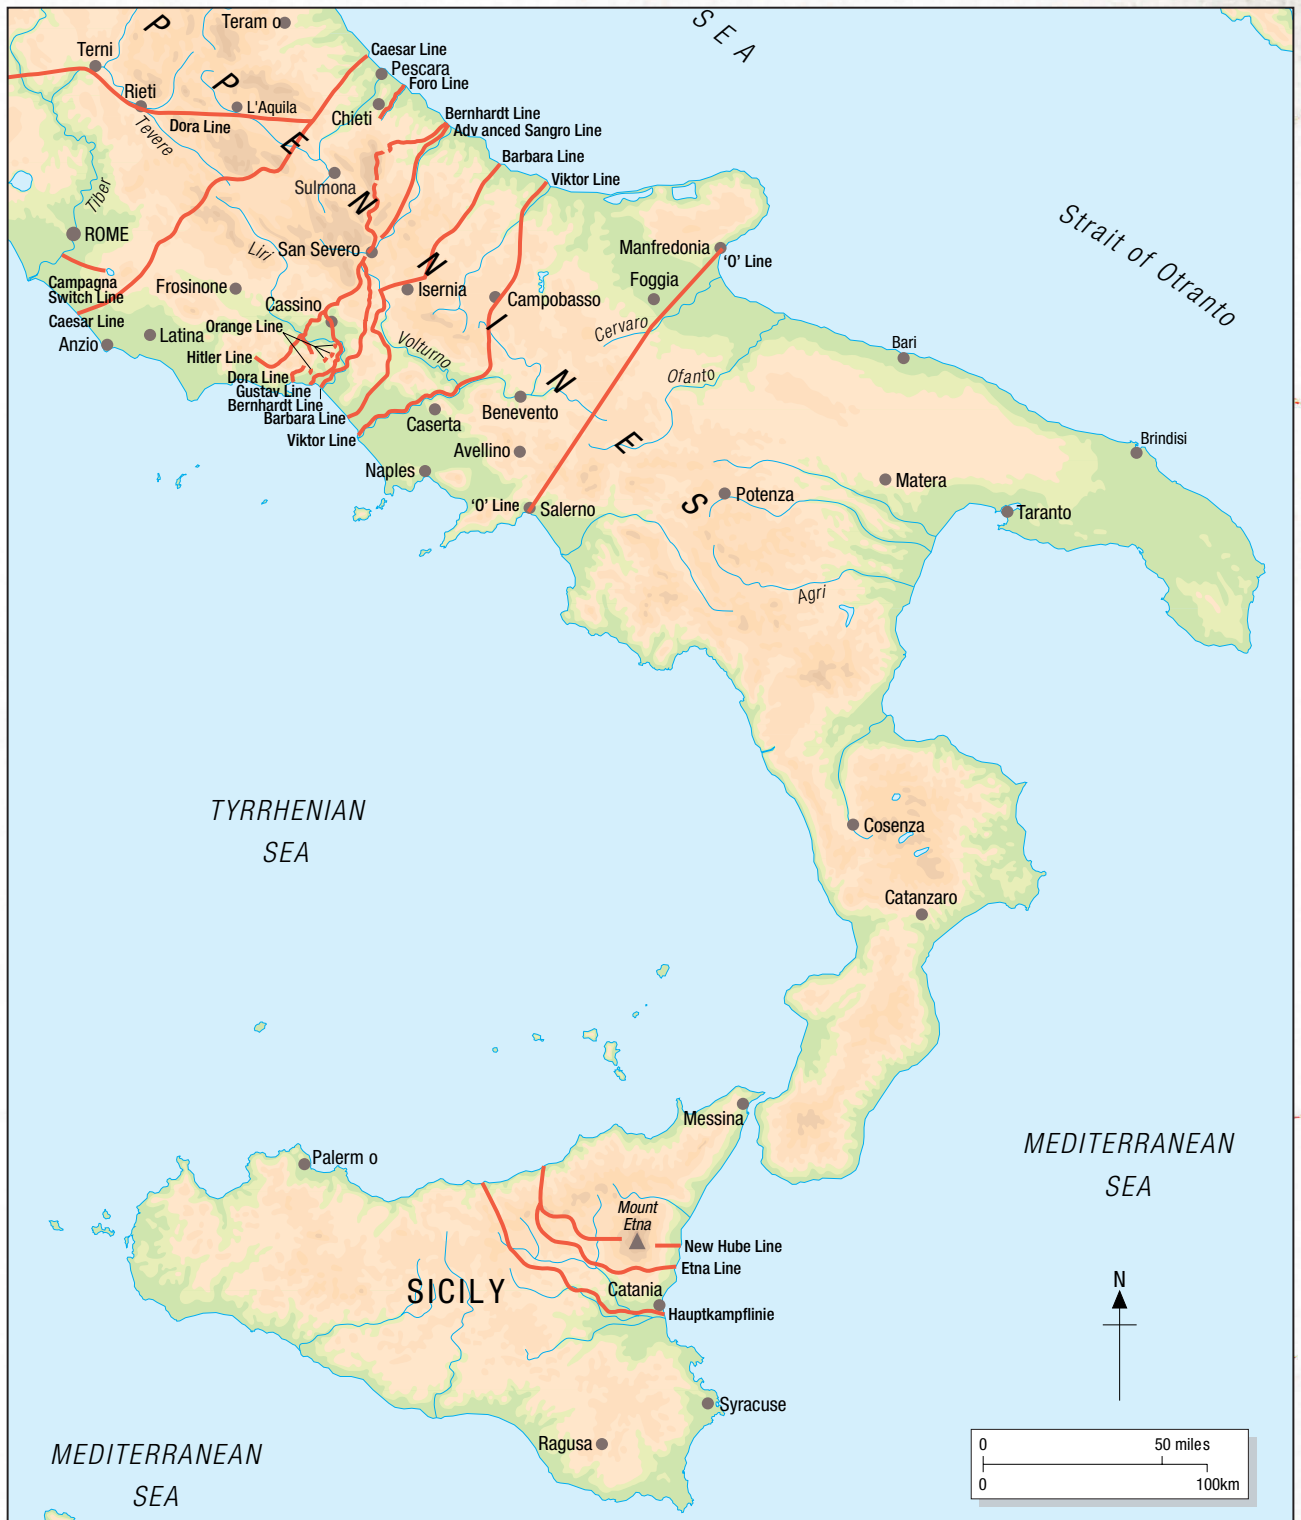 P
P
E
N
N
I
N
E
S
SEA
Teram o
Terni
Caesar Line
Pescara
Foro Line
Rieti
L'Aquila
Chieti
Dora Line
Tevere
Bernhardt Line
Adv anced Sangro Line
Barbara Line
Sulmona
Viktor Line
Tiber
ROME
Liri
San Severo
Manfredonia
'O' Line
Strait of Otranto
Campagna
Switch Line
Frosinone
Isernia
Foggia
Campobasso
Cassino
Caesar Line
Orange Line
Latina
Anzio
Cervaro
Volturno
Bari
Hitler Line
Dora Line
Gustav Line
Bernhardt Line
Barbara Line
Viktor Line
Ofanto
Benevento
Caserta
Avellino
Brindisi
Naples
Matera
Potenza
'O' Line
Salerno
Taranto
Agri
TYRRHENIAN
SEA
Cosenza
Catanzaro
Messina
MEDITERRANEAN
SEA
Palerm o
Mount
Etna
New Hube Line
Etna Line
SICILY
Catania
Hauptkampflinie
N
Syracuse
Ragusa
MEDITERRANEAN
SEA
0
50 miles
0
100km